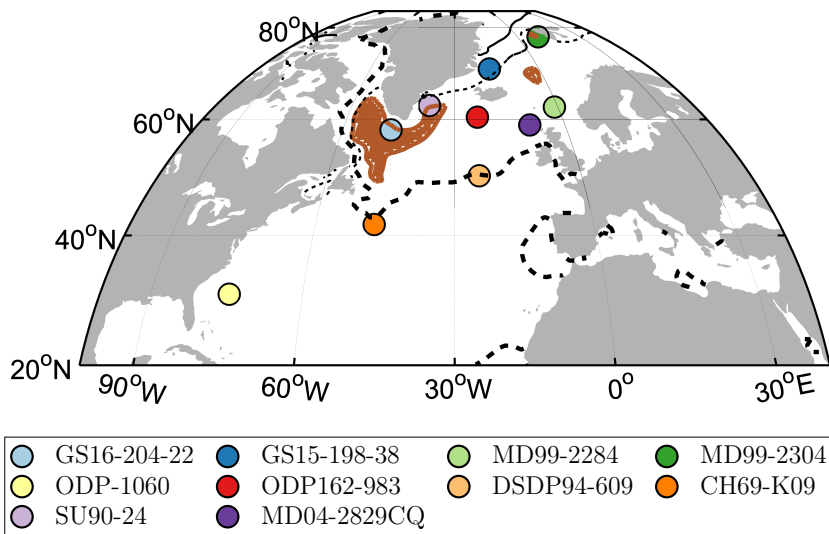 80°N
60°N
40°N
20°N
90°W 60°W 30°W 0° 30°E
GS16-204-22 GS15-198-38 MD99-2284 MD99-2304
ODP-1060 ODP162-983 DSDP94-609 CH69-K09
SU90-24 MD04-2829CQ